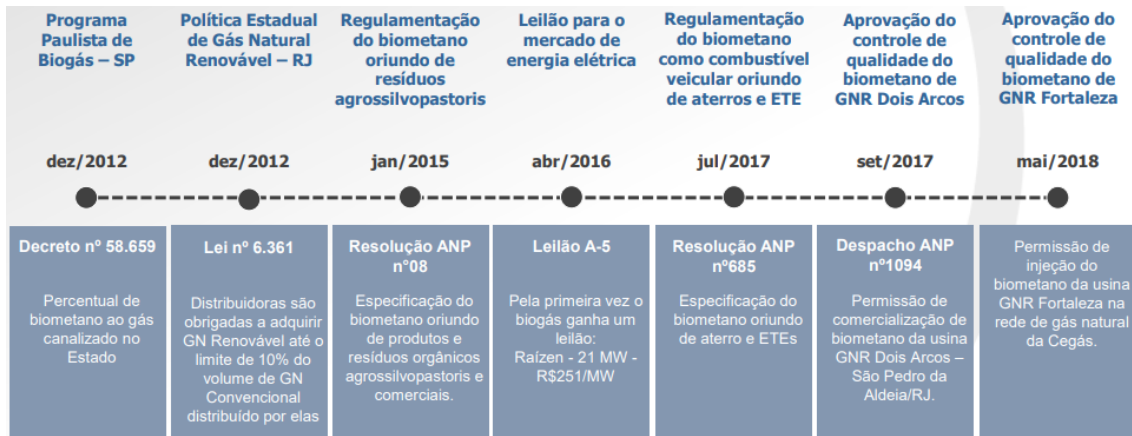 Programa
Paulista de
Biogás – SP
Política Estadual
de Gás Natural
Renovável – RJ
Regulamentação
do biometano
oriundo de
resíduos
agrossilvopastoris
Leilão para o
mercado de
energia elétrica
Regulamentação
do biometano
como combustível
veicular oriundo
de aterros e ETE
Aprovação do
controle de
qualidade do
biometano de
GNR Dois Arcos
Aprovação do
controle de
qualidade do
biometano de
GNR Fortaleza
dez/2012
dez/2012
jan/2015
abr/2016
jul/2017
set/2017
mai/2018
Decreto nº 58.659
Percentual de
biometano ao gás
canalizado no
Estado
Lei nº 6.361
Distribuidoras são
obrigadas a adquirir
GN Renovável até o
limite de 10% do
volume de GN
Convencional
distribuído por elas
Resolução ANP
n°08
Especificação do
biometano oriundo
de produtos e
resíduos orgânicos
agrossilvopastoris e
comerciais.
Leilão A-5
Pela primeira vez o
biogás ganha um
leilão:
Raízen - 21 MW -
R$251/MW
Resolução ANP
nº685
Especificação do
biometano oriundo
de aterro e ETEs
Despacho ANP
nº1094
Permissão de
comercialização de
biometano da usina
GNR Dois Arcos –
São Pedro da
Aldeia/RJ.
Permissão de
injeção do
biometano da usina
GNR Fortaleza na
rede de gás natural
da Cegás.